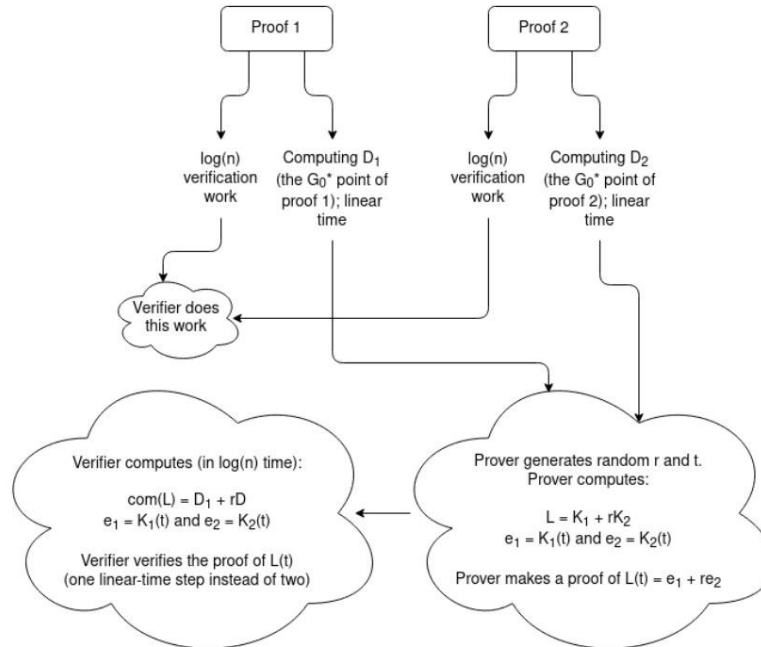 Proof 1
Proof 2
log(n)
verification
work
Computing D₁
(the G₀* point of
proof 1); linear
time
log(n)
verification
work
Computing D₂
(the G₀* point of
proof 2); linear
time
Verifier does
this work
Verifier computes (in log(n) time):
com(L) = D₁ + rD
e₁ = K₁(t) and e₂ = K₂(t)
Verifier verifies the proof of L(t)
(one linear-time step instead of two)
Prover generates random r and t.
Prover computes:
L = K₁ + rK₂
e₁ = K₁(t) and e₂ = K₂(t)
Prover makes a proof of L(t) = e₁ + re₂